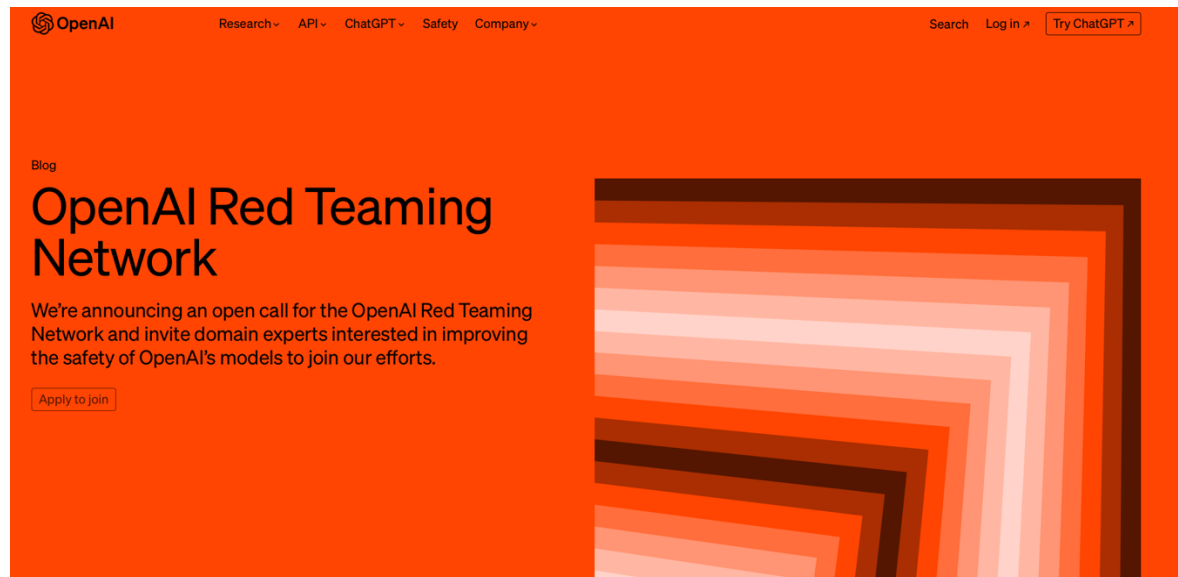 OpenAI
Research API ChatGPT Safety Company
Search Log in ↗ Try ChatGPT ↗
Blog
OpenAI Red Teaming
Network
We’re announcing an open call for the OpenAI Red Teaming
Network and invite domain experts interested in improving
the safety of OpenAI’s models to join our efforts.
Apply to join